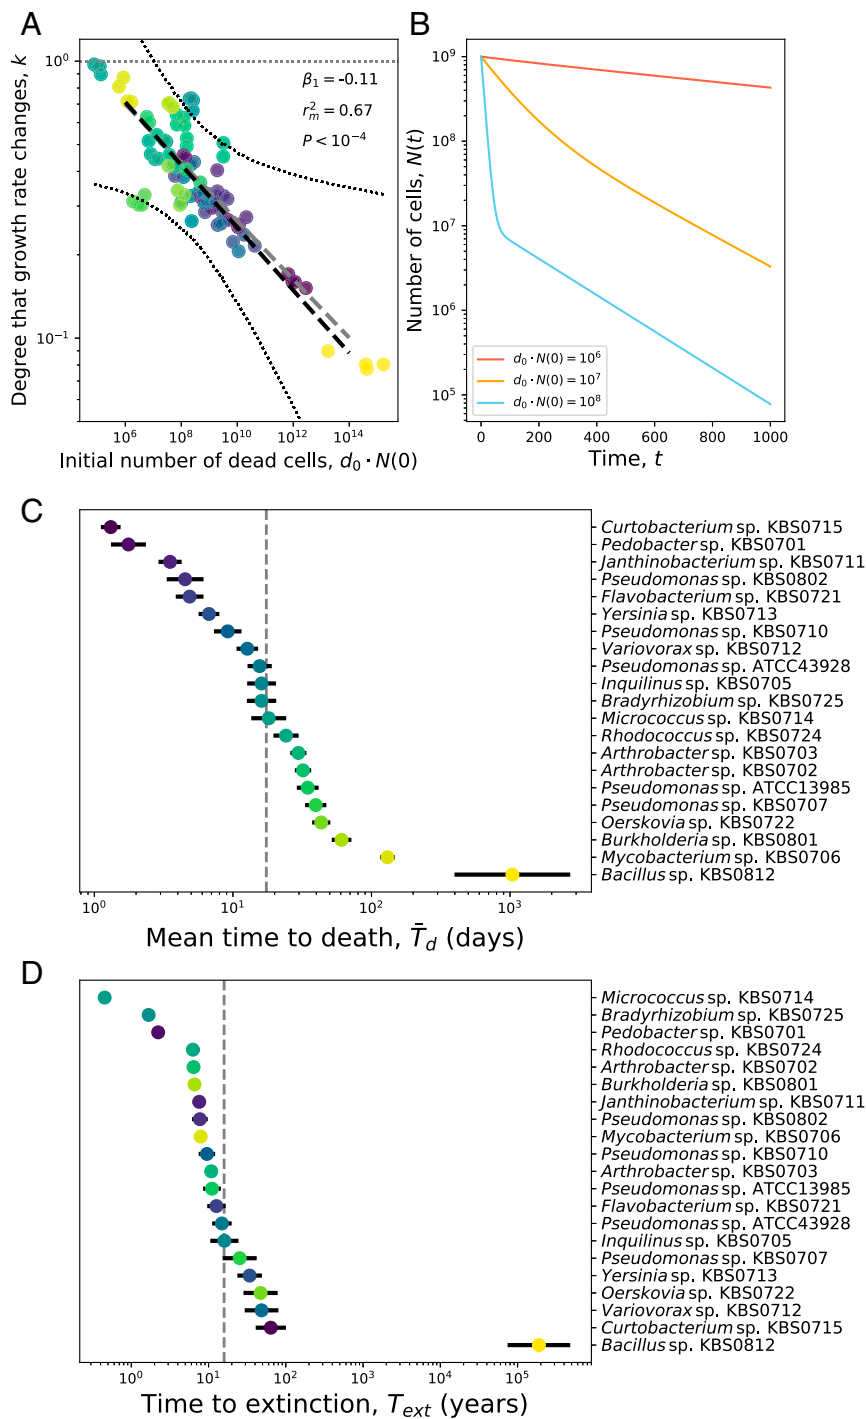 A
Degree that growth rate changes, k
10⁰
10⁻¹
β₁ = -0.11
r²ₘ = 0.67
P < 10⁻⁴
10⁶ 10⁸ 10¹⁰ 10¹² 10¹⁴
Initial number of dead cells, d₀ · N(0)
B
Number of cells, N(t)
10⁹
10⁸
10⁷
10⁶
10⁵
d₀ · N(0) = 10⁶
d₀ · N(0) = 10⁷
d₀ · N(0) = 10⁸
0 200 400 600 800 1000
Time, t
C
Curtobacterium sp. KBS0715
Pedobacter sp. KBS0701
Janthinobacterium sp. KBS0711
Pseudomonas sp. KBS0802
Flavobacterium sp. KBS0721
Yersinia sp. KBS0713
Pseudomonas sp. KBS0710
Variovorax sp. KBS0712
Pseudomonas sp. ATCC43928
Inquilinus sp. KBS0705
Bradyrhizobium sp. KBS0725
Micrococcus sp. KBS0714
Rhodococcus sp. KBS0724
Arthrobacter sp. KBS0703
Arthrobacter sp. KBS0702
Pseudomonas sp. ATCC13985
Pseudomonas sp. KBS0707
Oerskovia sp. KBS0722
Burkholderia sp. KBS0801
Mycobacterium sp. KBS0706
Bacillus sp. KBS0812
10⁰ 10¹ 10² 10³
Mean time to death, T̄_d (days)
D
Micrococcus sp. KBS0714
Bradyrhizobium sp. KBS0725
Pedobacter sp. KBS0701
Rhodococcus sp. KBS0724
Arthrobacter sp. KBS0702
Burkholderia sp. KBS0801
Janthinobacterium sp. KBS0711
Pseudomonas sp. KBS0802
Mycobacterium sp. KBS0706
Pseudomonas sp. KBS0710
Arthrobacter sp. KBS0703
Pseudomonas sp. ATCC13985
Flavobacterium sp. KBS0721
Pseudomonas sp. ATCC43928
Inquilinus sp. KBS0705
Pseudomonas sp. KBS0707
Yersinia sp. KBS0713
Oerskovia sp. KBS0722
Variovorax sp. KBS0712
Curtobacterium sp. KBS0715
Bacillus sp. KBS0812
10⁰ 10¹ 10² 10³ 10⁴ 10⁵
Time to extinction, T_ext (years)